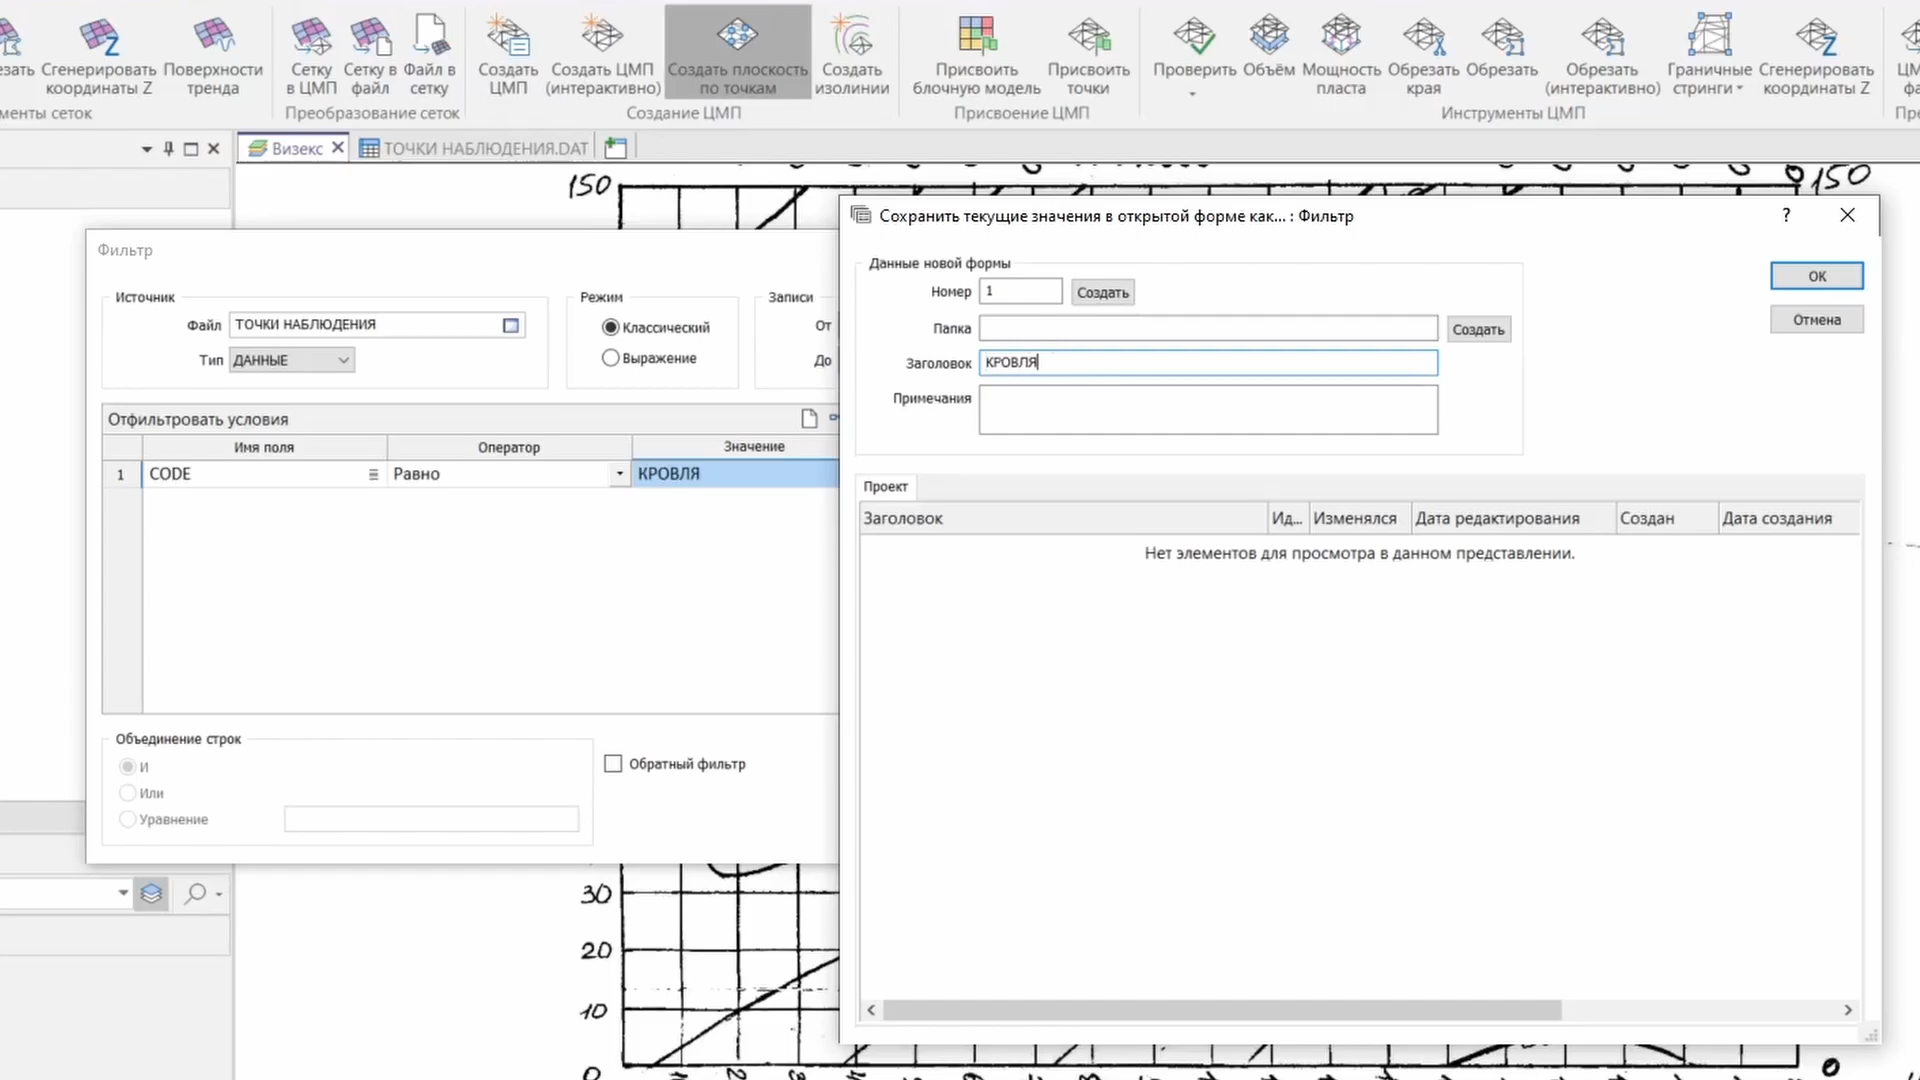 езать
Сгенерировать координаты Z
Поверхности тренда
Сетку в ЦМП
Сетку в файл
Файл в сетку
Создать ЦМП
Создать ЦМП (интерактивно)
Создать плоскость по точкам
Создать изолинии
Присвоить блочную модель
Присвоить точки
Проверить
Объём
Мощность пласта
Обрезать края
Обрезать
Обрезать (интерактивно)
Граничные стринги
Сгенерировать координаты Z
менты сеток
Преобразование сеток
Создание ЦМП
Присвоение ЦМП
Инструменты ЦМП
Визекс
ТОЧКИ НАБЛЮДЕНИЯ.DAT
150
150
Фильтр
Источник
Файл ТОЧКИ НАБЛЮДЕНИЯ
Тип ДАННЫЕ
Режим
Классический
Выражение
Записи
От
До
Отфильтровать условия
Имя поля Оператор Значение
1 CODE Равно КРОВЛЯ
Объединение строк
И
Или
Уравнение
Обратный фильтр
Сохранить текущие значения в открытой форме как... : Фильтр
?
Данные новой формы
Номер 1 Создать
Папка Создать
Заголовок КРОВЛЯ
Примечания
OK
Отмена
Проект
Заголовок Ид... Изменялся Дата редактирования Создан Дата создания
Нет элементов для просмотра в данном представлении.
30
20
10
0
0